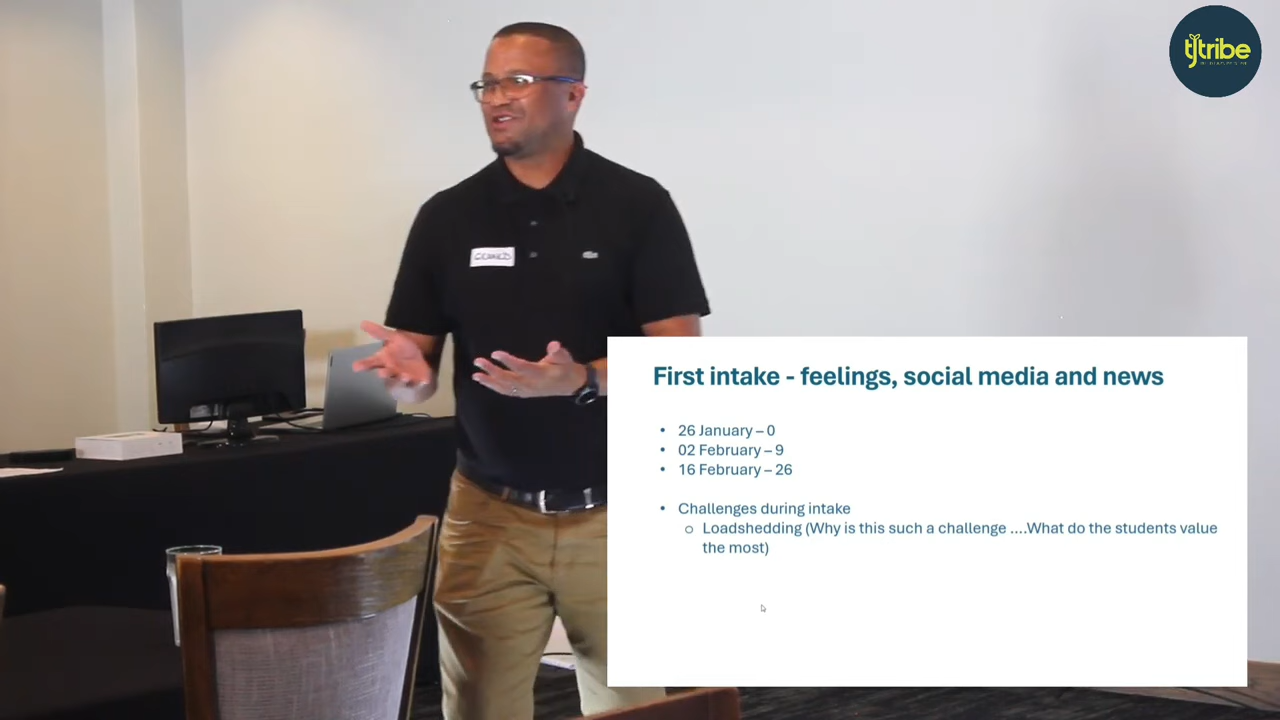 tjtribe
First intake - feelings, social media and news
• 26 January – 0
• 02 February – 9
• 16 February – 26
• Challenges during intake
o Loadshedding (Why is this such a challenge ....What do the students value
the most)